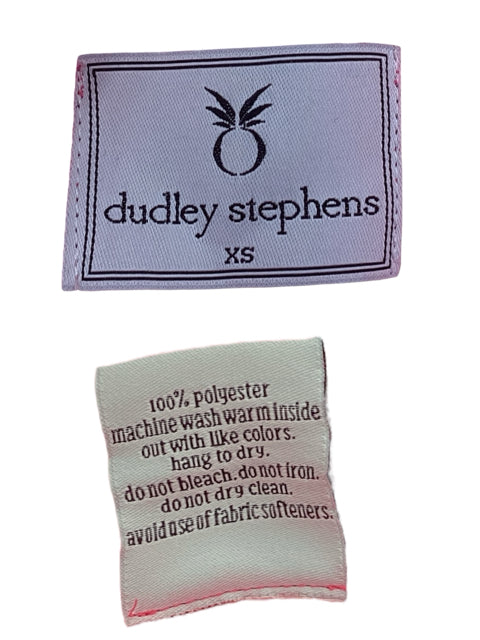 dudley stephens
XS
100% polyester
machine wash warm inside
out with like colors.
hang to dry.
do not bleach. do not iron.
do not dry clean.
avoid use of fabric softeners.